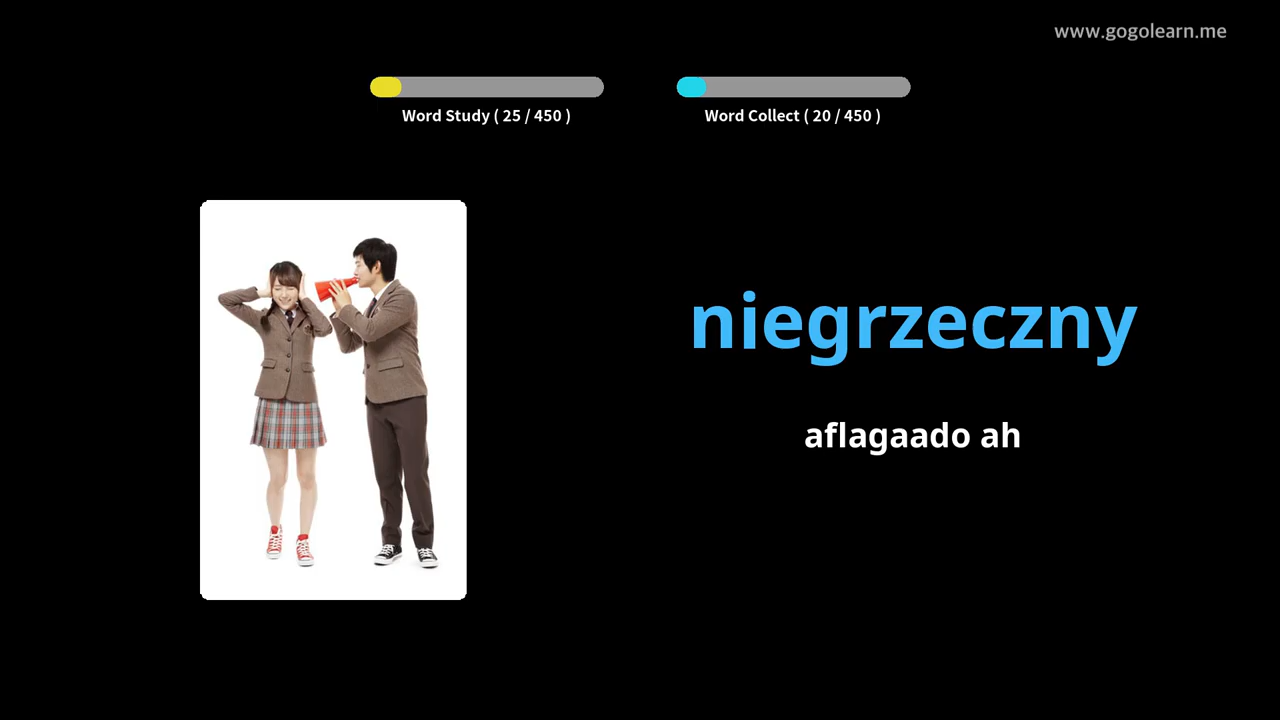 www.gogolearn.me
Word Study ( 25 / 450 )
Word Collect ( 20 / 450 )
niegrzeczny
aflagaado ah